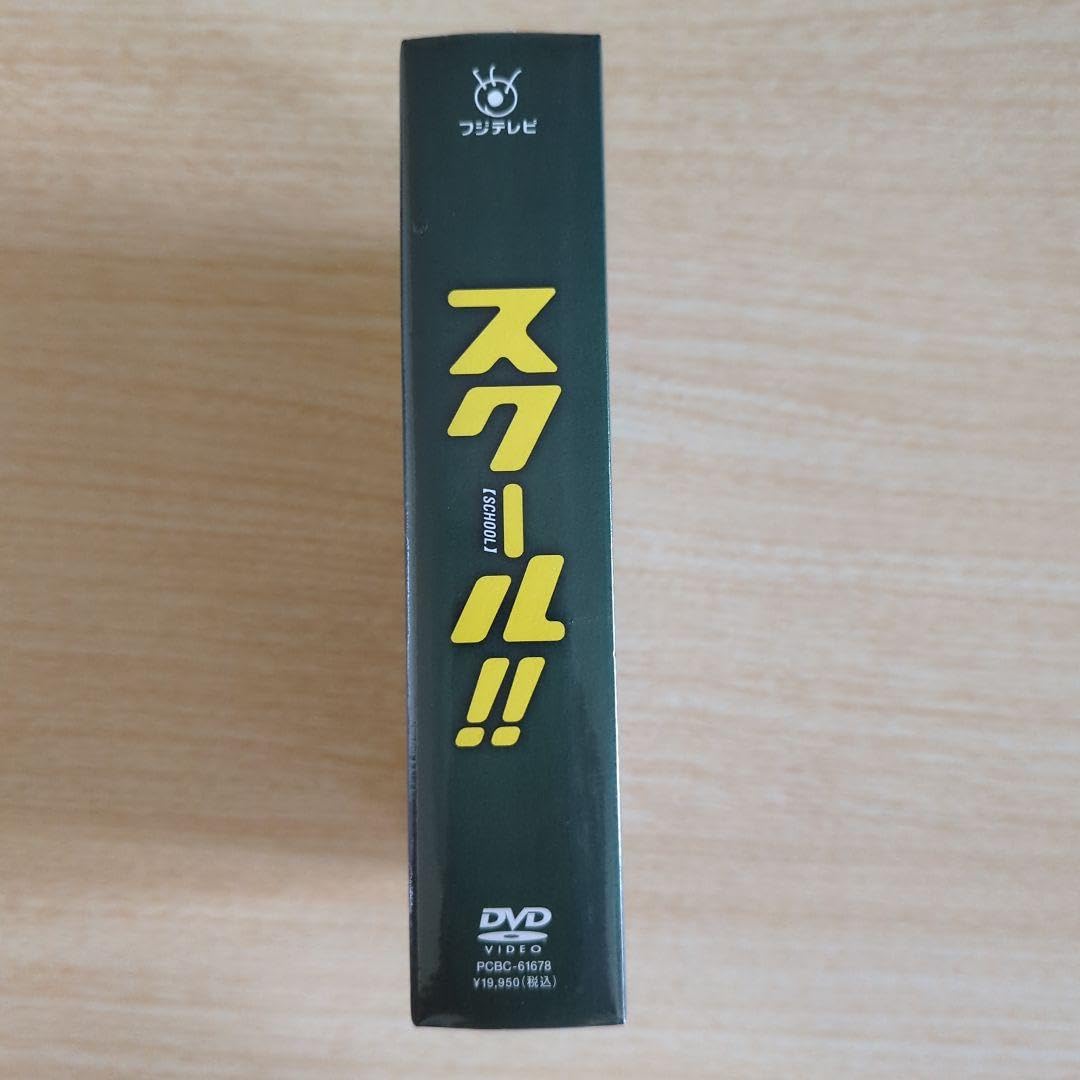 フジテレビ
スクール!!
【SCHOOL】
DVD
VIDEO
PCBC-61678
¥19,950(税込)